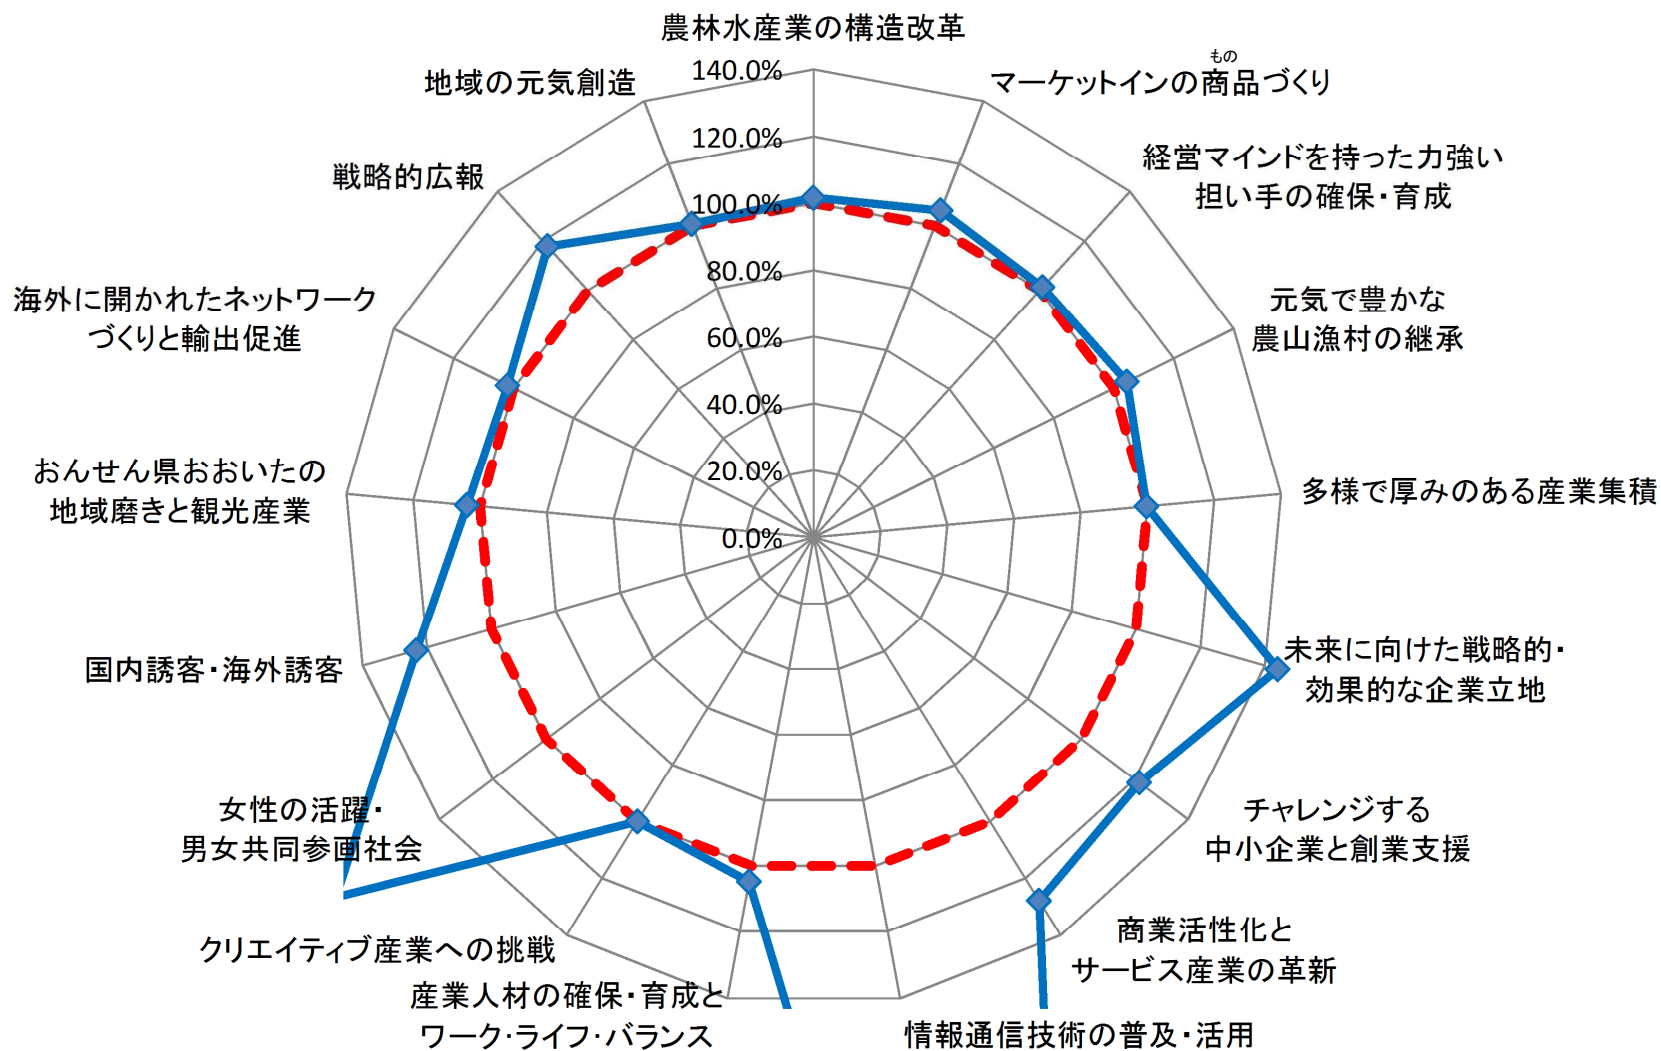 農林水産業の構造改革
もの
マーケットインの商品づくり
経営マインドを持った力強い
担い手の確保・育成
元気で豊かな
農山漁村の継承
多様で厚みのある産業集積
未来に向けた戦略的・
効果的な企業立地
チャレンジする
中小企業と創業支援
商業活性化と
サービス産業の革新
情報通信技術の普及・活用
産業人材の確保・育成と
ワーク・ライフ・バランス
クリエイティブ産業への挑戦
女性の活躍・
男女共同参画社会
国内誘客・海外誘客
おんせん県おおいたの
地域磨きと観光産業
海外に開かれたネットワーク
づくりと輸出促進
戦略的広報
地域の元気創造
140.0%
120.0%
100.0%
80.0%
60.0%
40.0%
20.0%
0.0%